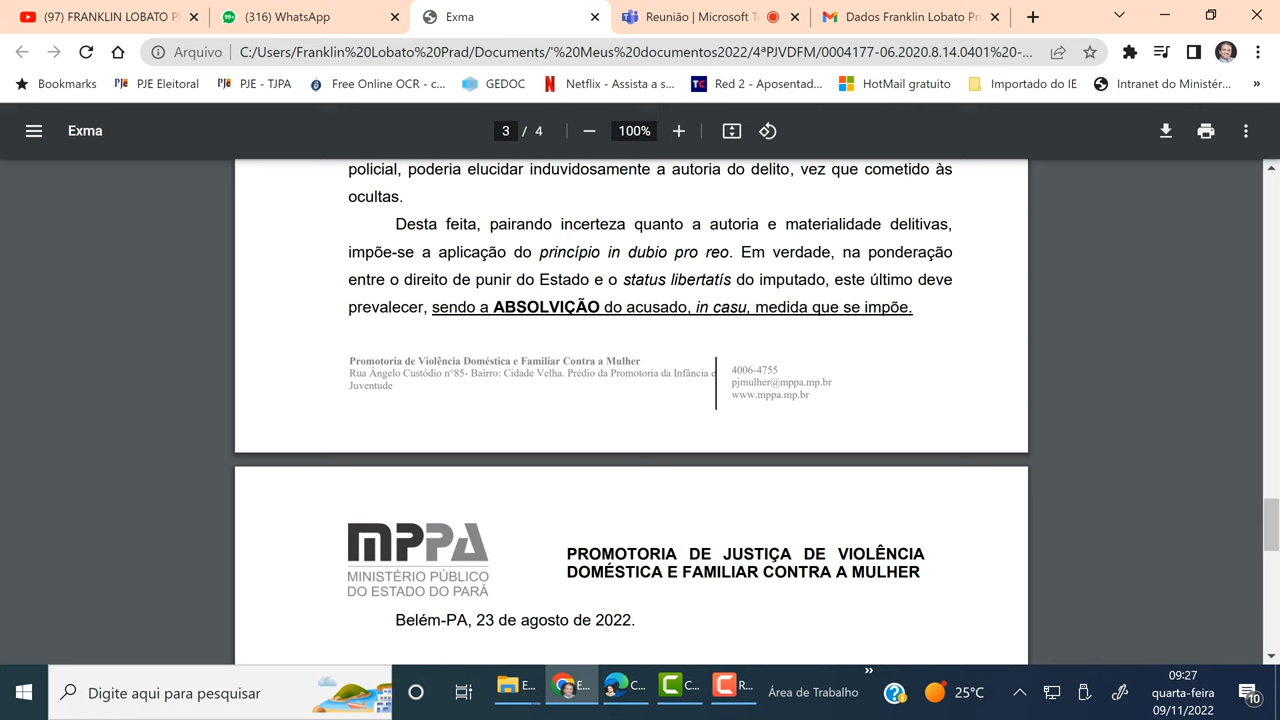 (97) FRANKLIN LOBATO P
(316) WhatsApp
Exma
Reunião | Microsoft T
Dados Franklin Lobato Pr
Arquivo
C:/Users/Franklin%20Lobato%20Prad/Documents/'%20Meus%20documentos2022/4ªPJVDFM/0004177-06.2020.8.14.0401%20-...
Bookmarks
PJE Eleitoral
PJE - TJPA
Free Online OCR - c...
GEDOC
Netflix - Assista a s...
Red 2 - Aposentad...
HotMail gratuito
Importado do IE
Intranet do Ministér...
»
Exma
3 / 4
100%
policial, poderia elucidar induvidosamente a autoria do delito, vez que cometido às
ocultas.
Desta feita, pairando incerteza quanto a autoria e materialidade delitivas,
impõe-se a aplicação do princípio in dubio pro reo. Em verdade, na ponderação
entre o direito de punir do Estado e o status libertatís do imputado, este último deve
prevalecer, sendo a ABSOLVIÇÃO do acusado, in casu, medida que se impõe.
Promotoria de Violência Doméstica e Familiar Contra a Mulher
Rua Ângelo Custódio n°85- Bairro: Cidade Velha. Prédio da Promotoria da Infância e
Juventude
4006-4755
pjmulher@mppa.mp.br
www.mppa.mp.br
MPPA
MINISTÉRIO PÚBLICO
DO ESTADO DO PARÁ
PROMOTORIA DE JUSTIÇA DE VIOLÊNCIA
DOMÉSTICA E FAMILIAR CONTRA A MULHER
Belém-PA, 23 de agosto de 2022.
Digite aqui para pesquisar
E...
E...
C...
C...
R...
Área de Trabalho
»
25°C
09:27
quarta-feira
09/11/2022
10